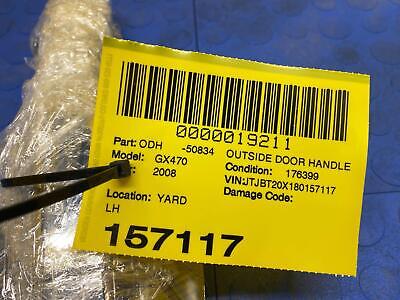 0000019211
Part: ODH -50834 OUTSIDE DOOR HANDLE
Model: GX470 Condition: 176399
2008 VIN:JTJBT20X180157117
Damage Code:
Location: YARD
LH
157117